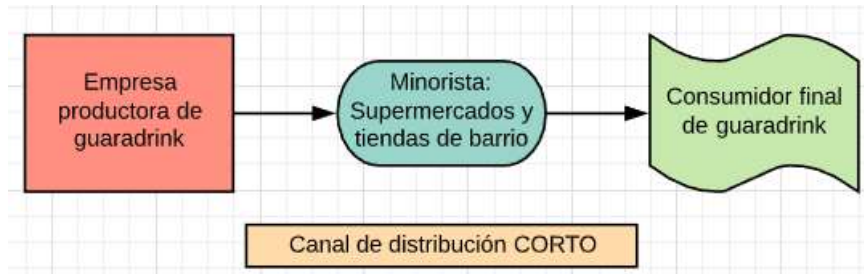 Empresa
productora de
guaradrink
Minorista:
Supermercados y
tiendas de barrio
Consumidor final
de guaradrink
Canal de distribución CORTO